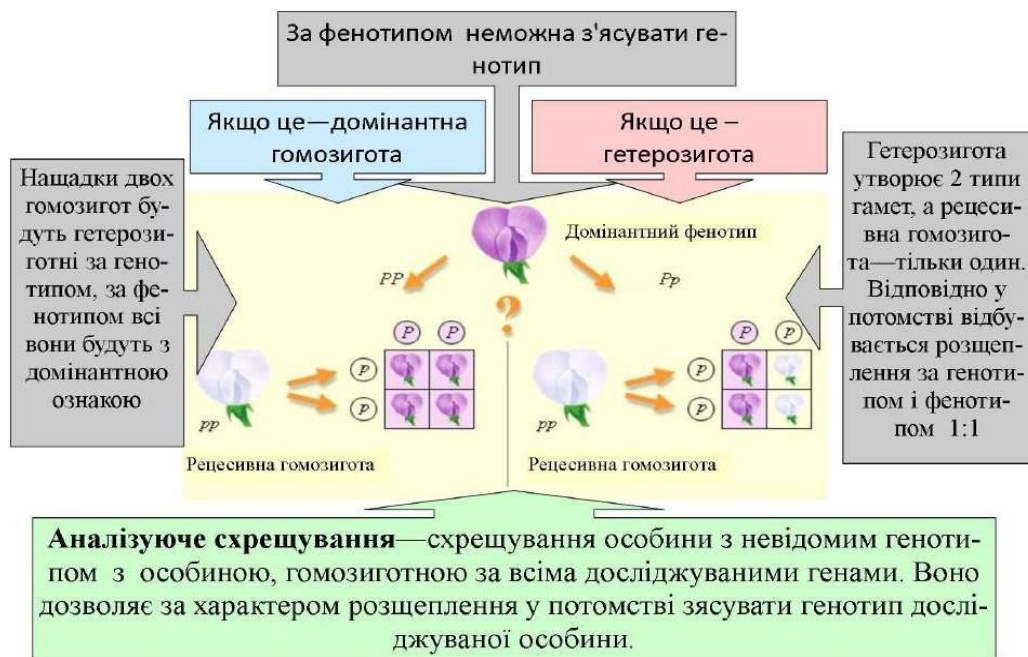 За фенотипом неможна з'ясувати ге-
нотип
Якщо це—домінантна
гомозигота
Якщо це –
гетерозигота
Нащадки двох
гомозигот бу-
дуть гетерози-
готні за гено-
типом, за фе-
нотипом всі
вони будуть з
домінантною
ознакою
Гетерозигота
утворює 2 типи
гамет, а рецеси-
вна гомозиго-
та—тільки один.
Відповідно у
потомстві відбу-
вається розщеп-
лення за геноти-
пом і феноти-
пом 1:1
Домінантний фенотип
PP
Pp
?
P P
p
p
pp
Рецесивна гомозигота
P p
p
p
pp
Рецесивна гомозигота
Аналізуюче схрещування—схрещування особини з невідомим геноти-
пом з особиною, гомозиготною за всіма досліджуваними генами. Воно
дозволяє за характером розщеплення у потомстві зясувати генотип дослі-
джуваної особини.